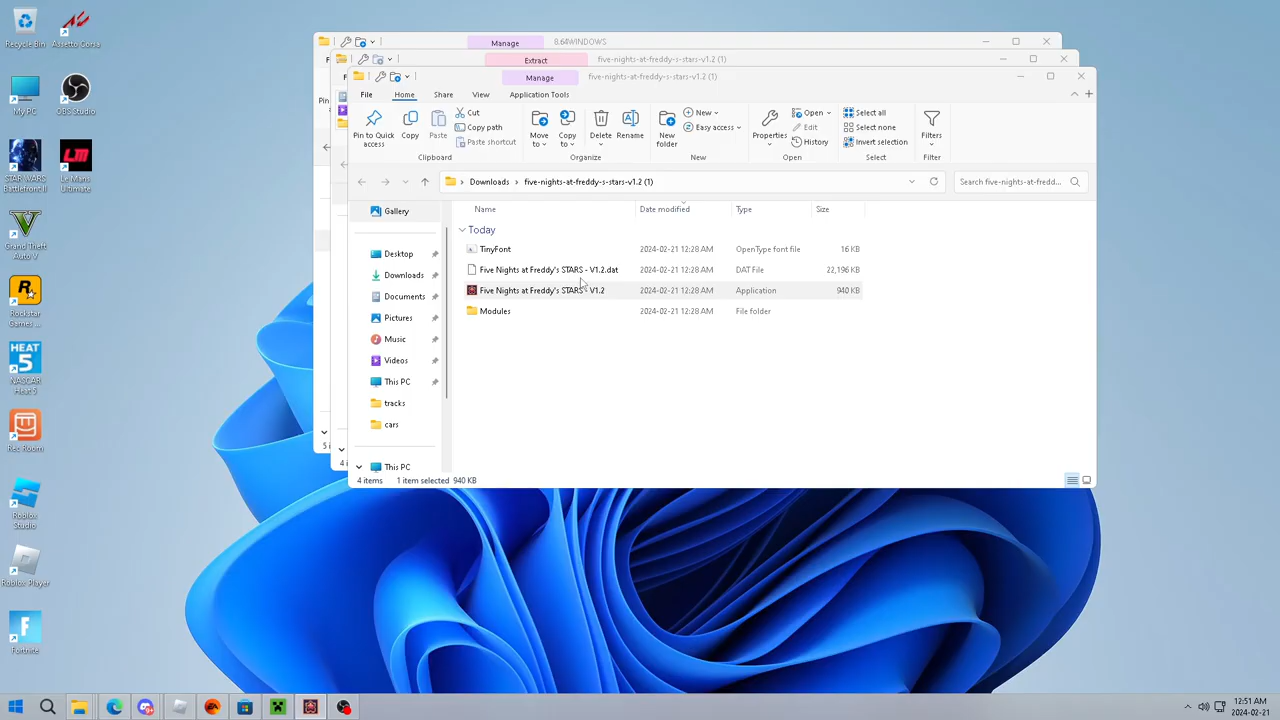 Recycle Bin
Assetto Corsa
My PC
OBS Studio
STAR WARS
Battlefront II
Le Mans
Ultimate
Grand Theft
Auto V
Rockstar
Games ...
HEAT
5
NASCAR
Heat 5
Rec Room
Roblox
Studio
Roblox Player
Fortnite
Manage
8.64WINDOWS
Extract
five-nights-at-freddy-s-stars-v1.2 (1)
Manage
five-nights-at-freddy-s-stars-v1.2 (1)
File
Home
Share
View
Application Tools
Pin to Quick
access
Copy
Paste
Cut
Copy path
Paste shortcut
Clipboard
Move
to
Copy
to
Delete
Rename
Organize
New
folder
New
Easy access
New
Properties
Open
Edit
History
Open
Select all
Select none
Invert selection
Select
Filters
Filter
Downloads
five-nights-at-freddy-s-stars-v1.2 (1)
Search five-nights-at-fredd...
Gallery
Desktop
Downloads
Documents
Pictures
Music
Videos
This PC
tracks
cars
This PC
Name Date modified Type Size
Today
TinyFont 2024-02-21 12:28 AM OpenType font file 16 KB
Five Nights at Freddy's STARS - V1.2.dat 2024-02-21 12:28 AM DAT File 22,196 KB
Five Nights at Freddy's STARS - V1.2 2024-02-21 12:28 AM Application 940 KB
Modules 2024-02-21 12:28 AM File folder
4 items 1 item selected 940 KB
12:51 AM
2024-02-21